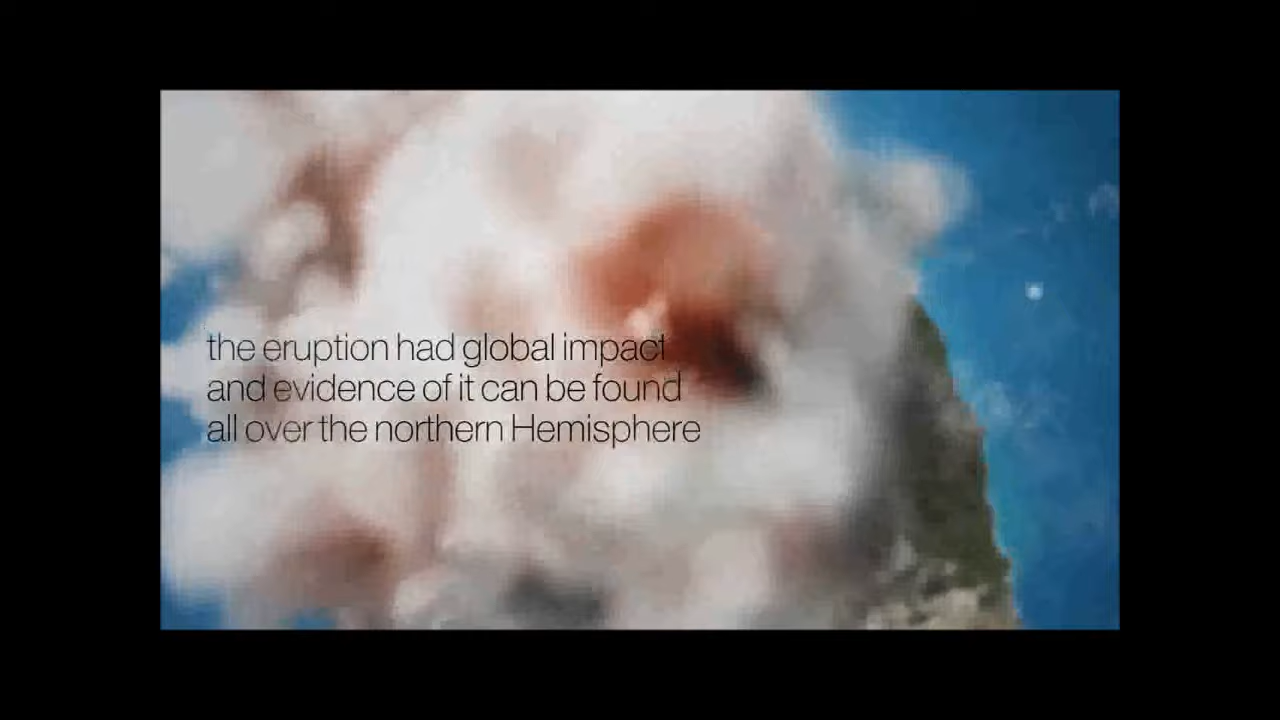 the eruption had global impact
and evidence of it can be found
all over the northern Hemisphere